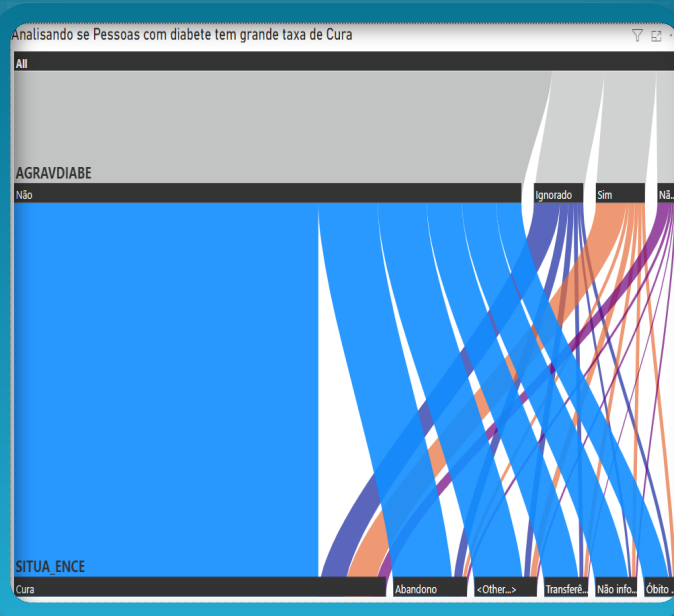 Analisando se Pessoas com diabete tem grande taxa de Cura
All
AGRAVDIABE
Não Ignorado Sim Nã...
SITUA_ENCE
Cura Abandono <Other...> Transferê... Não info... Óbito ...